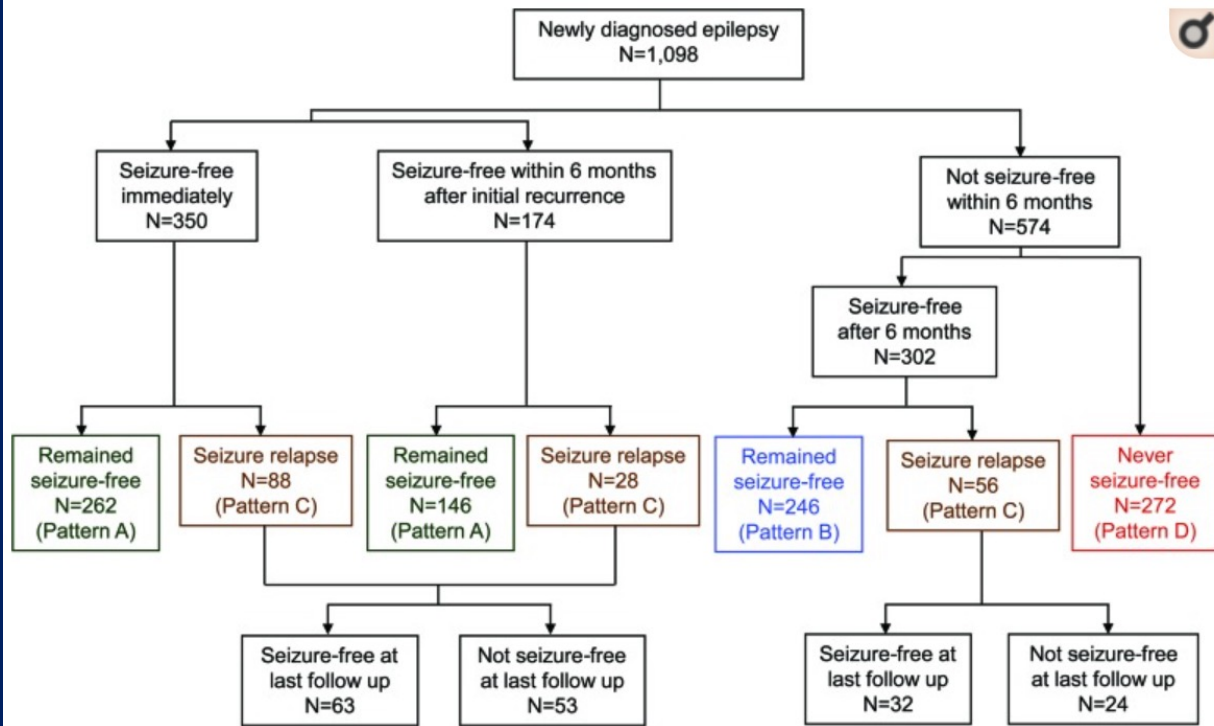 Newly diagnosed epilepsy
N=1,098
Seizure-free
immediately
N=350
Seizure-free within 6 months
after initial recurrence
N=174
Not seizure-free
within 6 months
N=574
Seizure-free
after 6 months
N=302
Remained
seizure-free
N=262
(Pattern A)
Seizure relapse
N=88
(Pattern C)
Remained
seizure-free
N=146
(Pattern A)
Seizure relapse
N=28
(Pattern C)
Remained
seizure-free
N=246
(Pattern B)
Seizure relapse
N=56
(Pattern C)
Never
seizure-free
N=272
(Pattern D)
Seizure-free at
last follow up
N=63
Not seizure-free
at last follow up
N=53
Seizure-free at
last follow up
N=32
Not seizure-free
at last follow up
N=24